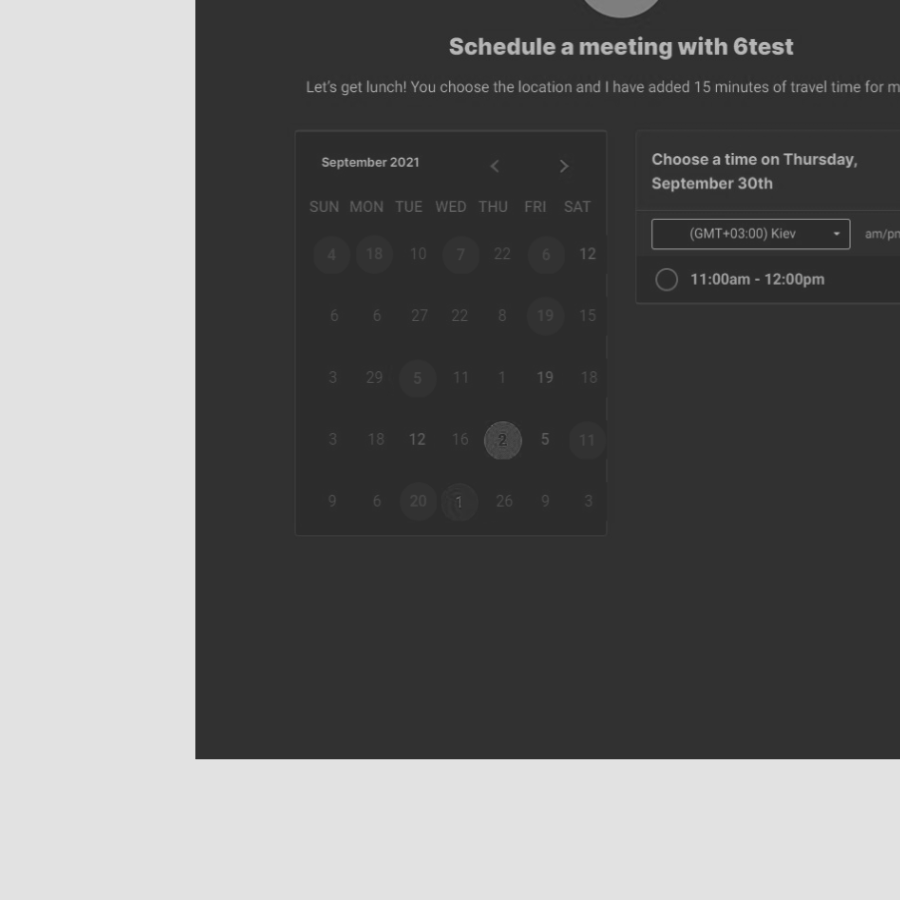 Schedule a meeting with 6test
Let's get lunch! You choose the location and I have added 15 minutes of travel time for m
September 2021
SUN MON TUE WED THU FRI SAT
4 18 10 7 22 6 12
6 6 27 22 8 19 15
3 29 5 11 1 19 18
3 18 12 16 2 5 11
9 6 20 1 26 9 3
Choose a time on Thursday,
September 30th
(GMT+03:00) Kiev am/pm
11:00am - 12:00pm